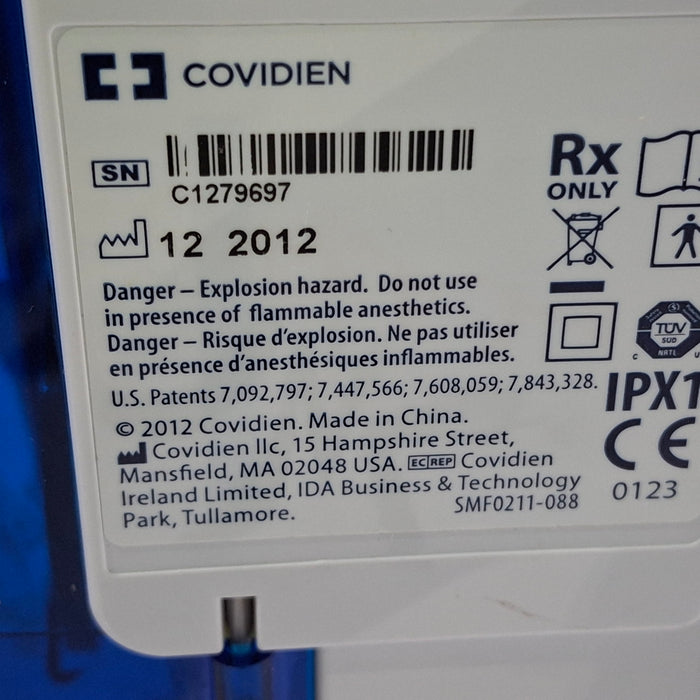 COVIDIEN
SN
C1279697
Rx
ONLY
12 2012
Danger – Explosion hazard. Do not use
in presence of flammable anesthetics.
Danger – Risque d'explosion. Ne pas utiliser
en présence d'anesthésiques inflammables.
TÜV
SÜD
NRTL
C
U.S. Patents 7,092,797; 7,447,566; 7,608,059; 7,843,328.
IPX1
© 2012 Covidien. Made in China.
Covidien llc, 15 Hampshire Street,
Mansfield, MA 02048 USA. EC REP Covidien
Ireland Limited, IDA Business & Technology
Park, Tullamore.
SMF0211-088
CE
0123